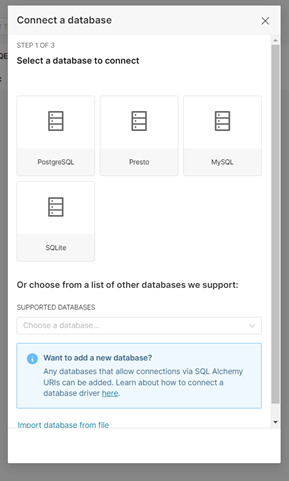 Connect a database
STEP 1 OF 3
Select a database to connect
PostgreSQL
Presto
MySQL
SQLite
Or choose from a list of other databases we support:
SUPPORTED DATABASES
Choose a database...
Want to add a new database?
Any databases that allow connections via SQL Alchemy
URIs can be added. Learn about how to connect a
database driver here.
Import database from file